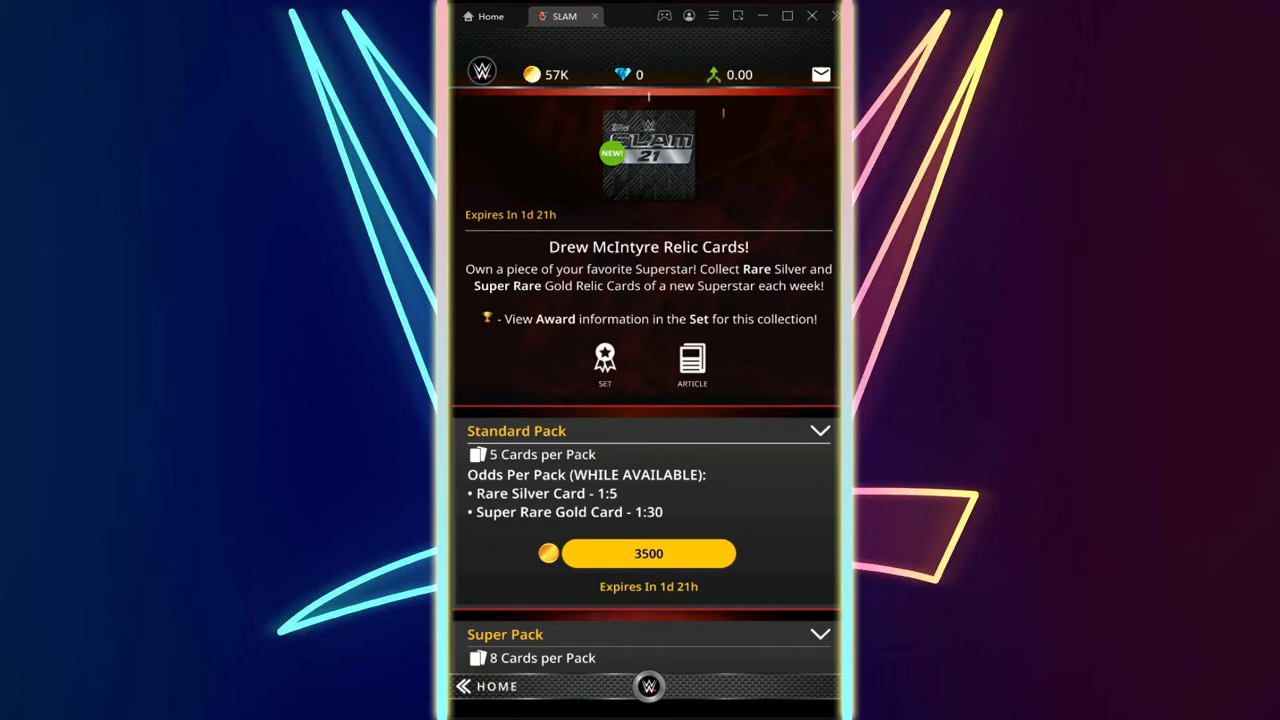 Home
SLAM
57K
0
0.00
Topps
SLAM
21
NEW!
Expires In 1d 21h
Drew McIntyre Relic Cards!
Own a piece of your favorite Superstar! Collect Rare Silver and
Super Rare Gold Relic Cards of a new Superstar each week!
- View Award information in the Set for this collection!
SET
ARTICLE
Standard Pack
5 Cards per Pack
Odds Per Pack (WHILE AVAILABLE):
• Rare Silver Card - 1:5
• Super Rare Gold Card - 1:30
3500
Expires In 1d 21h
Super Pack
8 Cards per Pack
HOME